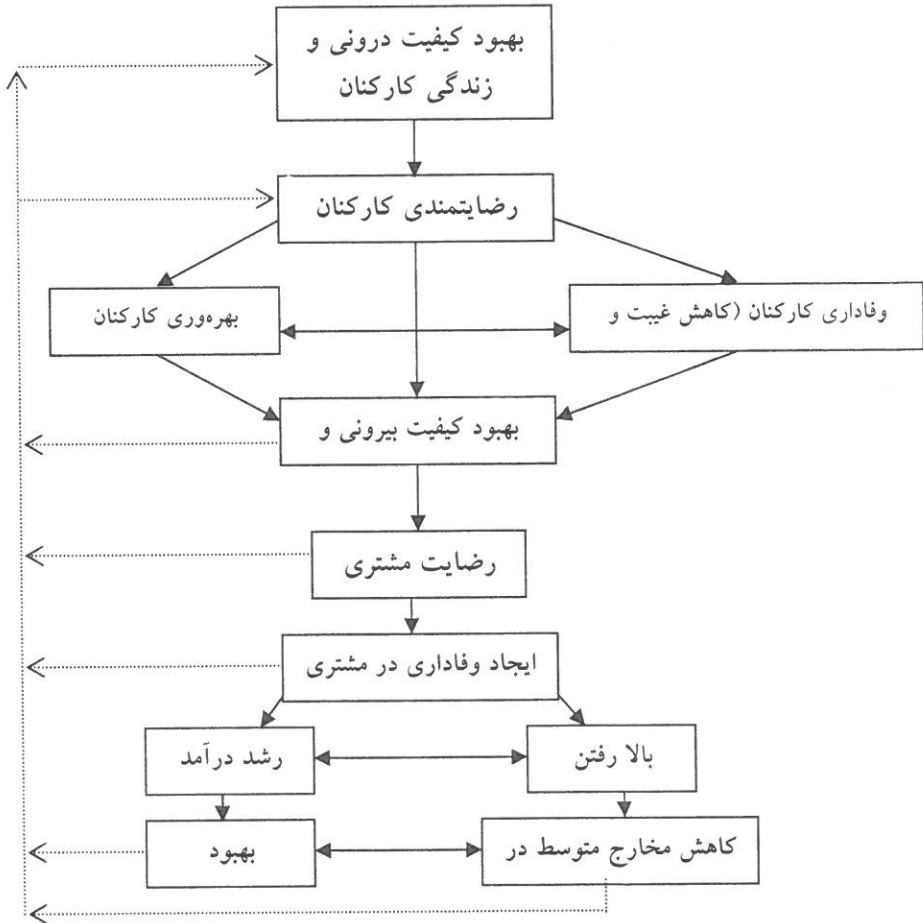 بهبود کیفیت درونی و
زندگی کارکنان
رضایتمندی کارکنان
وفاداری کارکنان (کاهش غیبت و
بهره‌وری کارکنان
بهبود کیفیت بیرونی و
رضایت مشتری
ایجاد وفاداری در مشتری
بالا رفتن
رشد درآمد
کاهش مخارج متوسط در
بهبود